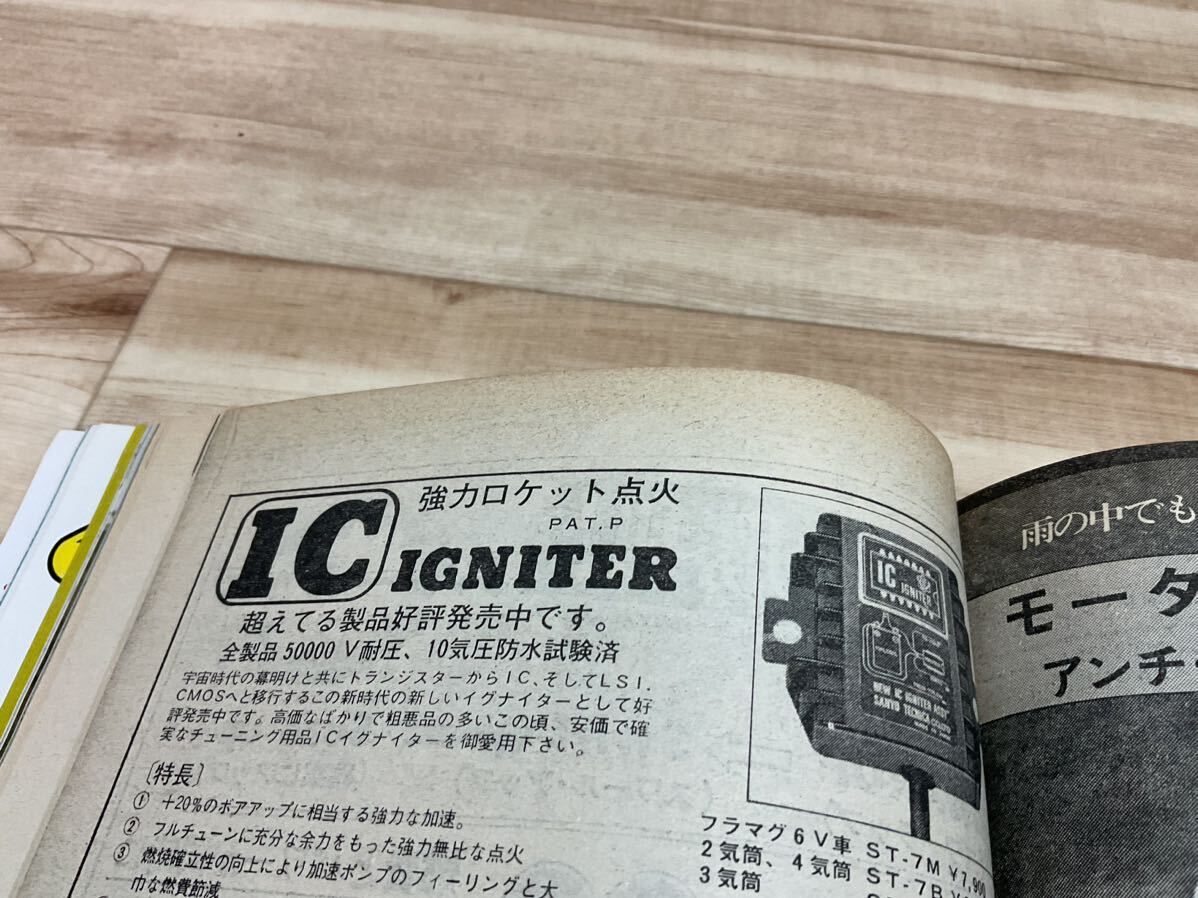 強力ロケット点火
PAT.P
IC IGNITER
超えてる製品好評発売中です。
全製品50000V耐圧、10気圧防水試験済
宇宙時代の幕明けと共にトランジスターからIC、そしてLSI.
CMOSへと移行するこの新時代の新しいイグナイターとして好
評発売中です。高価なばかりで粗悪品の多いこの頃、安価で確
実なチューニング用品ICイグナイターを御愛用下さい。
〔特長〕
① +20%のボアアップに相当する強力な加速。
② フルチューンに充分な余力をもった強力無比な点火
③ 燃焼確立性の向上により加速ポンプのフィーリングと大
巾な燃費節減
IC IGNITER
NEW IC IGNITER ASSY
フラマグ6V車 ST-7M ¥7,900
2気筒、4気筒 ST-7B
3気筒
雨の中でも
モータ
アンチ